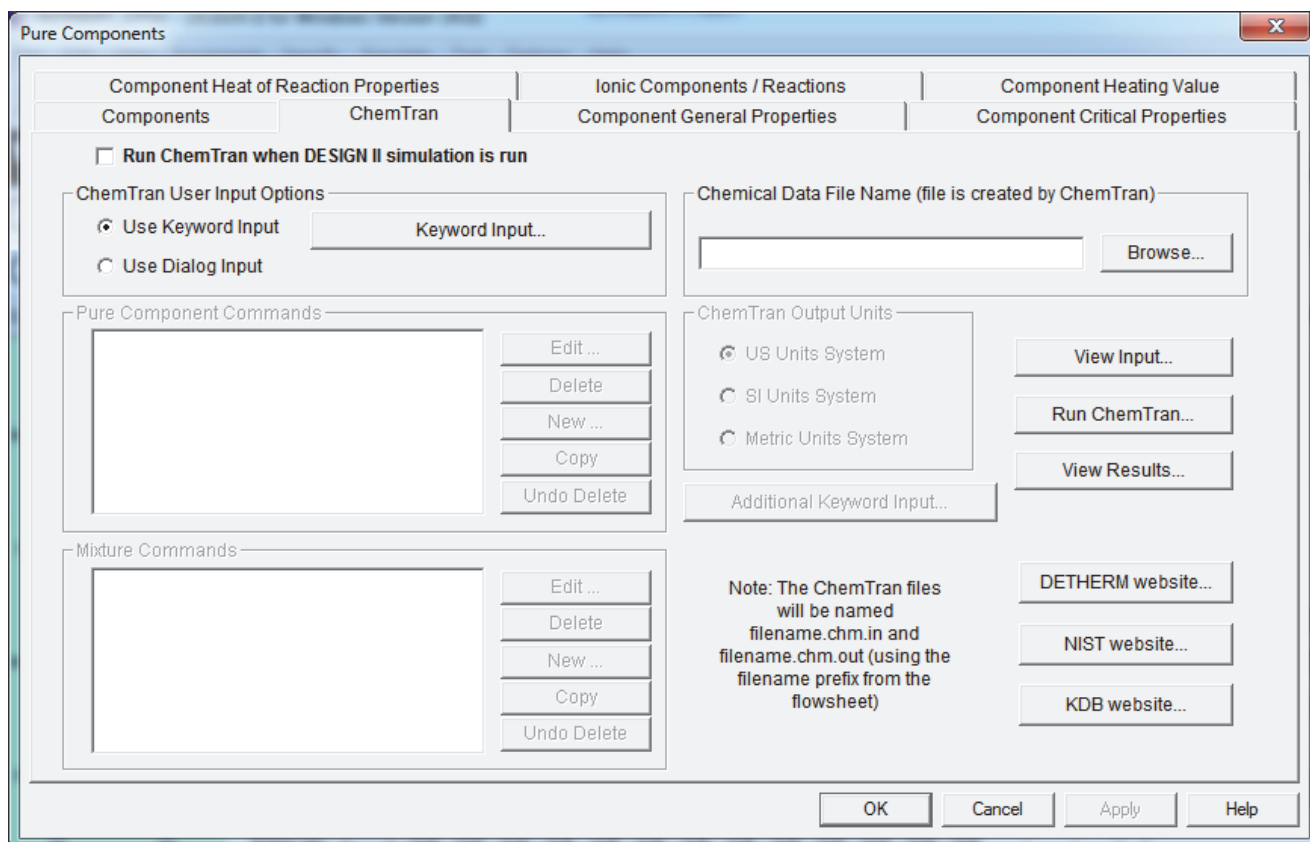 Pure Components
Component Heat of Reaction Properties
Ionic Components / Reactions
Component Heating Value
Components
ChemTran
Component General Properties
Component Critical Properties
Run ChemTran when DESIGN II simulation is run
ChemTran User Input Options
Use Keyword Input
Keyword Input...
Use Dialog Input
Chemical Data File Name (file is created by ChemTran)
Browse...
Pure Component Commands
Edit ...
Delete
New ...
Copy
Undo Delete
ChemTran Output Units
US Units System
SI Units System
Metric Units System
View Input...
Run ChemTran...
View Results...
Additional Keyword Input...
Mixture Commands
Edit ...
Delete
New ...
Copy
Undo Delete
Note: The ChemTran files
will be named
filename.chm.in and
filename.chm.out (using the
filename prefix from the
flowsheet)
DETHERM website...
NIST website...
KDB website...
OK
Cancel
Apply
Help